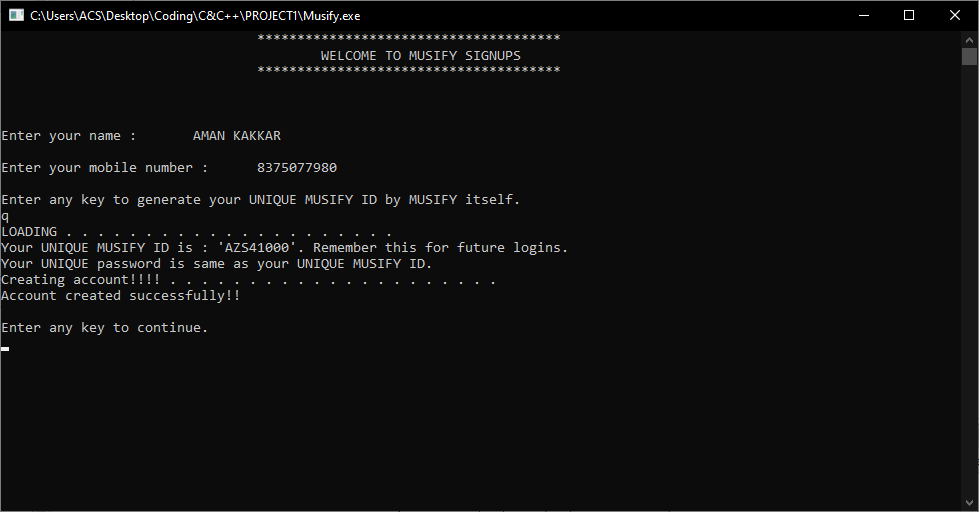 C:\Users\ACS\Desktop\Coding\C&C++\PROJECT1\Musify.exe
**************************************
WELCOME TO MUSIFY SIGNUPS
**************************************
Enter your name : AMAN KAKKAR
Enter your mobile number : 8375077980
Enter any key to generate your UNIQUE MUSIFY ID by MUSIFY itself.
q
LOADING . . . . . . . . . . . . . . . . . . . . .
Your UNIQUE MUSIFY ID is : 'AZS41000'. Remember this for future logins.
Your UNIQUE password is same as your UNIQUE MUSIFY ID.
Creating account!!!! . . . . . . . . . . . . . . . . . . . . .
Account created successfully!!
Enter any key to continue.